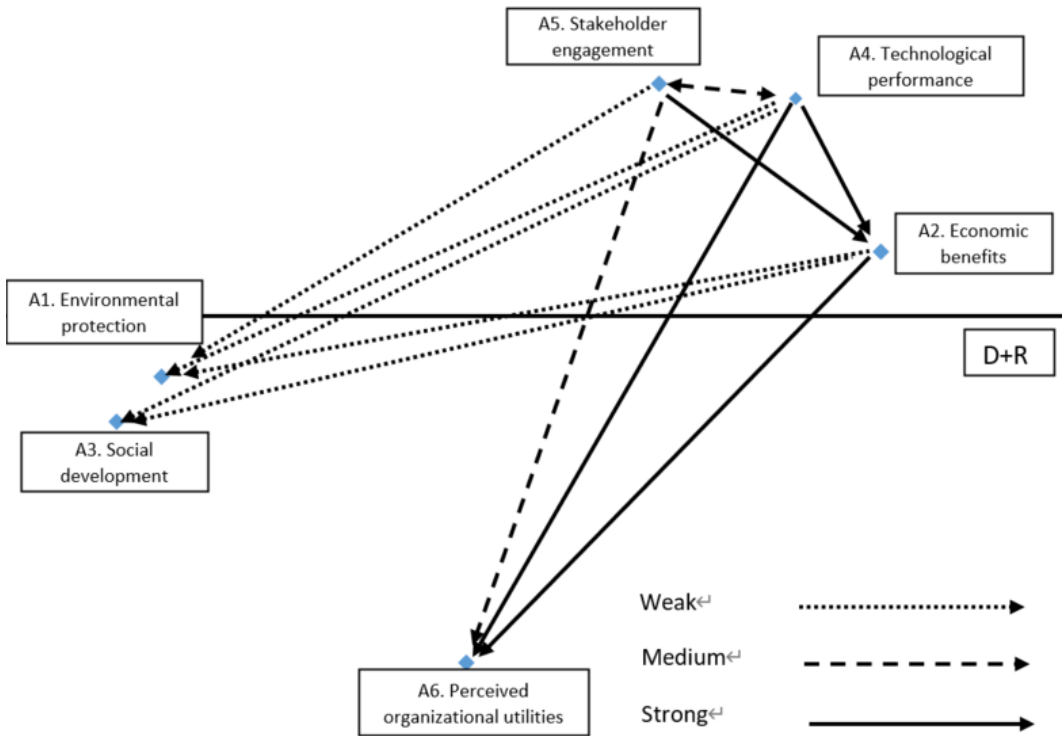 A5. Stakeholder
engagement
A4. Technological
performance
A2. Economic
benefits
A1. Environmental
protection
D+R
A3. Social
development
Weak↵
Medium↵
A6. Perceived
organizational utilities
Strong↵